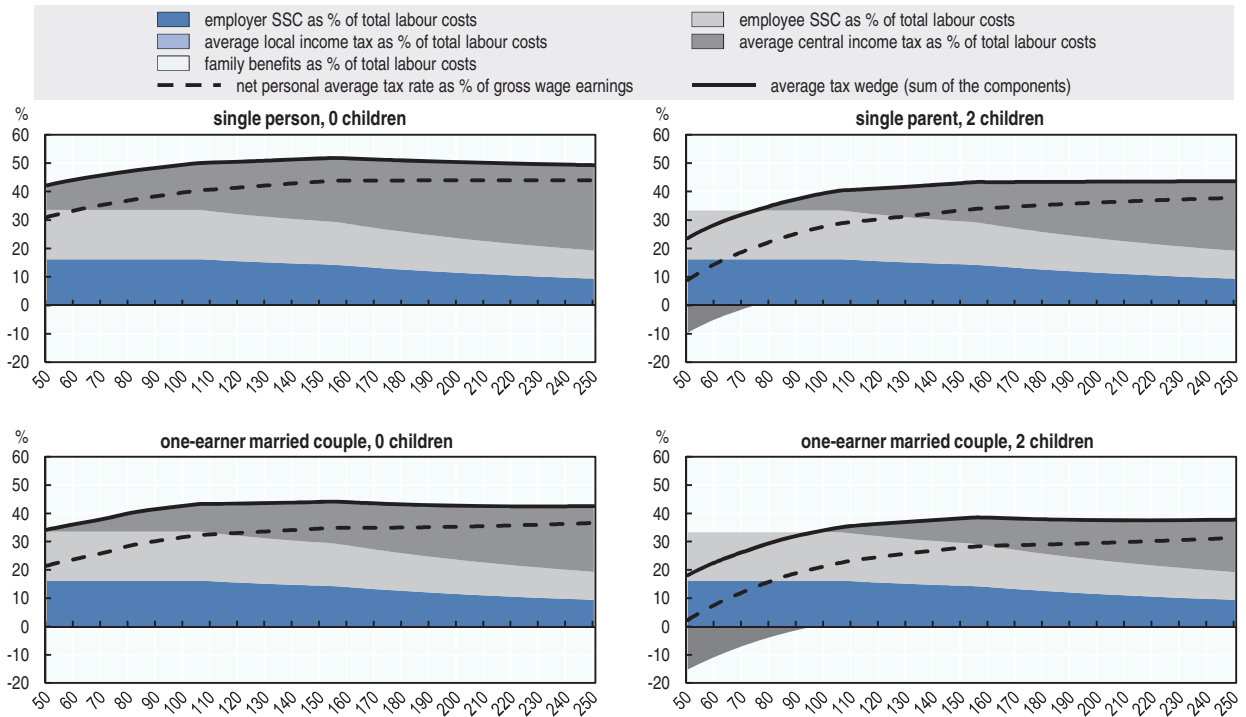 employer SSC as % of total labour costs
employee SSC as % of total labour costs
average local income tax as % of total labour costs
average central income tax as % of total labour costs
family benefits as % of total labour costs
net personal average tax rate as % of gross wage earnings
average tax wedge (sum of the components)
%
single person, 0 children
60
50
40
30
20
10
0
-10
-20
50 60 70 80 90 100 110 120 130 140 150 160 170 180 190 200 210 220 230 240 250
%
single parent, 2 children
60
50
40
30
20
10
0
-10
-20
50 60 70 80 90 100 110 120 130 140 150 160 170 180 190 200 210 220 230 240 250
%
one-earner married couple, 0 children
60
50
40
30
20
10
0
-10
-20
50 60 70 80 90 100 110 120 130 140 150 160 170 180 190 200 210 220 230 240 250
%
one-earner married couple, 2 children
60
50
40
30
20
10
0
-10
-20
50 60 70 80 90 100 110 120 130 140 150 160 170 180 190 200 210 220 230 240 250